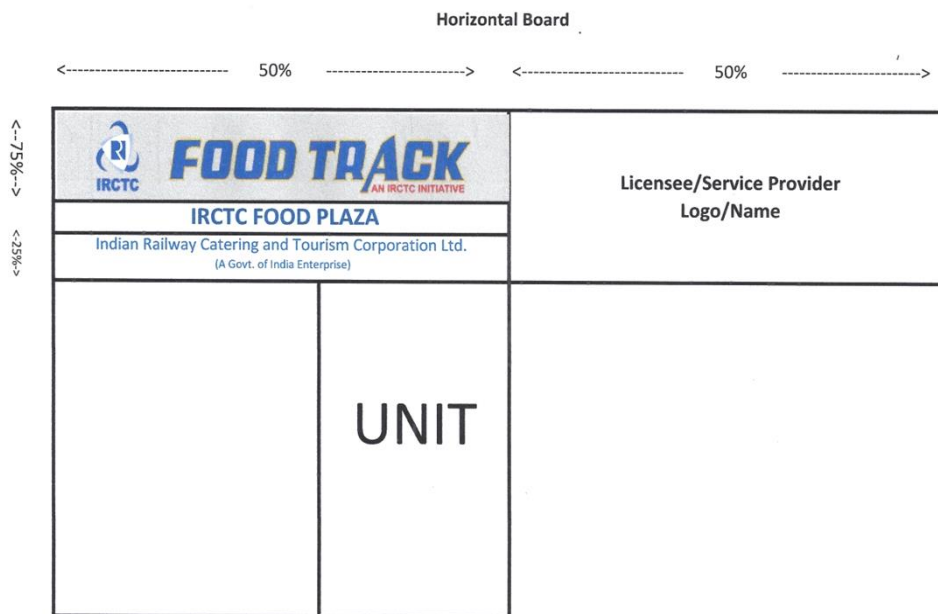 Horizontal Board
<---------------------------- 50% ------------------------>
<---------------------------- 50% ------------------------>
<--75%-->
<-25%->
IRCTC
FOOD TRACK
AN IRCTC INITIATIVE
IRCTC FOOD PLAZA
Indian Railway Catering and Tourism Corporation Ltd.
(A Govt. of India Enterprise)
Licensee/Service Provider
Logo/Name
UNIT